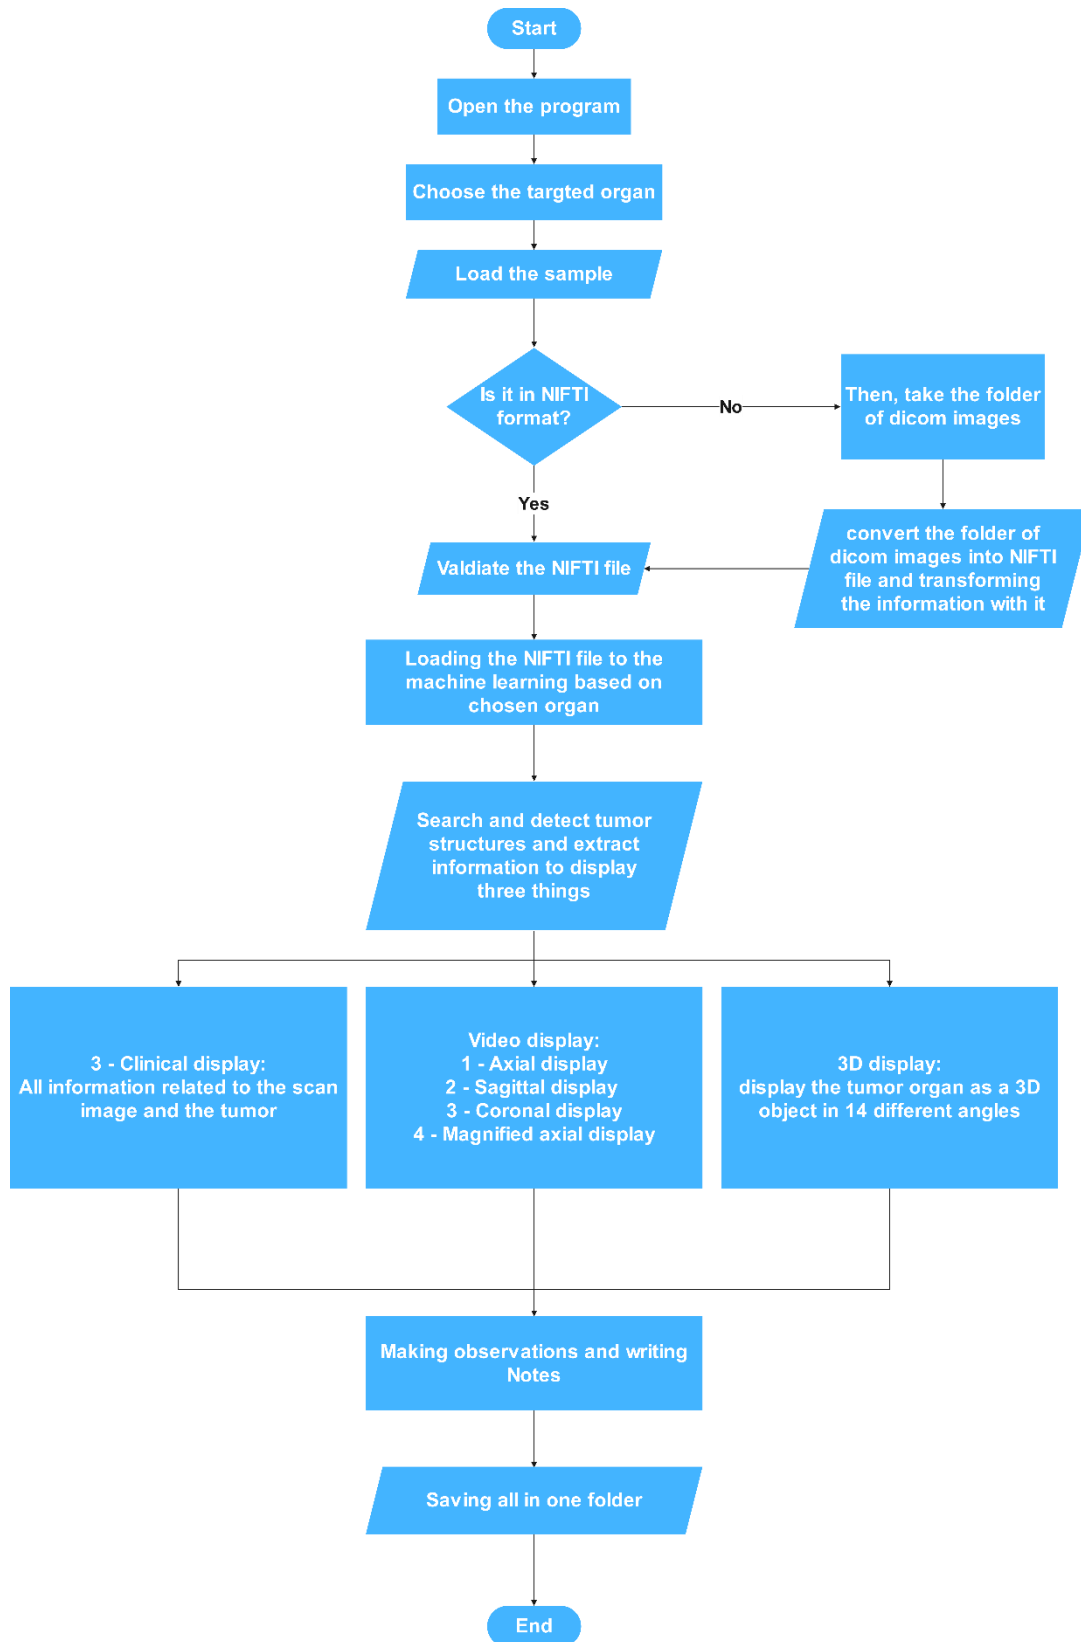 Start
Open the program
Choose the targted organ
Load the sample
Is it in NIFTI
format?
No
Then, take the folder
of dicom images
Yes
convert the folder of
dicom images into NIFTI
file and transforming
the information with it
Valdiate the NIFTI file
Loading the NIFTI file to the
machine learning based on
chosen organ
Search and detect tumor
structures and extract
information to display
three things
3 - Clinical display:
All information related to the scan
image and the tumor
Video display:
1 - Axial display
2 - Sagittal display
3 - Coronal display
4 - Magnified axial display
3D display:
display the tumor organ as a 3D
object in 14 different angles
Making observations and writing
Notes
Saving all in one folder
End